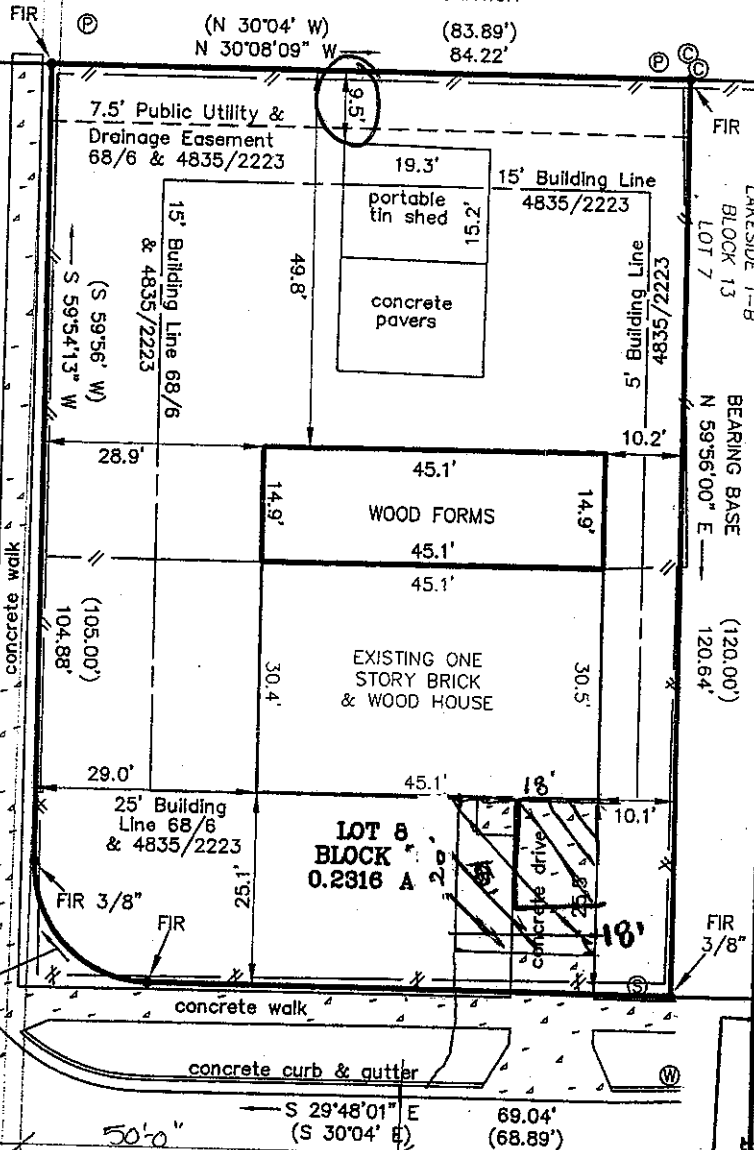 FIR
Ⓟ
(N 30°04' W)
N 30°08'09" W
(83.89')
84.22'
Ⓟ
Ⓒ
Ⓒ
FIR
7.5' Public Utility &
Drainage Easement
68/6 & 4835/2223
9.5'
19.3'
portable
tin shed
15.2'
15' Building Line
4835/2223
concrete
pavers
49.8'
15' Building Line 68/6
& 4835/2223
(S 59°56' W)
S 59°54'13" W
5' Building Line
4835/2223
LAKESIDE 1-B
BLOCK 13
LOT 7
BEARING BASE
N 59°56'00" E
28.9'
10.2'
45.1'
14.9'
WOOD FORMS
14.9'
45.1'
45.1'
concrete walk
(105.00')
104.88'
(120.00')
120.64'
30.4'
EXISTING ONE
STORY BRICK
& WOOD HOUSE
30.5'
29.0'
45.1'
18'
10.1'
25' Building
Line 68/6
& 4835/2223
25.1'
LOT 8
BLOCK
0.2316 A
concrete drive
18'
FIR 3/8"
FIR
FIR
3/8"
Ⓢ
concrete walk
concrete curb & gutter
Ⓦ
S 29°48'01" E
(S 30°04' E)
69.04'
(68.89')
50'-0"